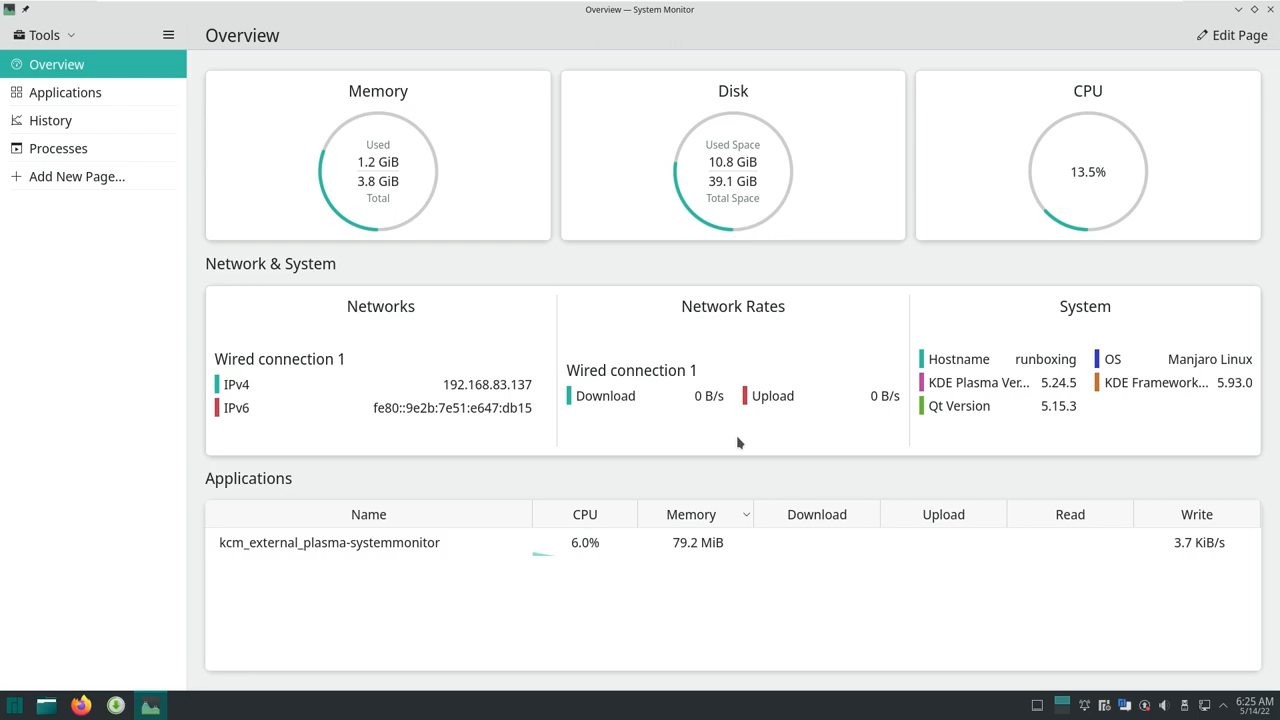 Overview — System Monitor
Tools
Overview
Edit Page
Overview
Applications
History
Processes
Add New Page...
Memory
Used
1.2 GiB
3.8 GiB
Total
Disk
Used Space
10.8 GiB
39.1 GiB
Total Space
CPU
13.5%
Network & System
Networks
Wired connection 1
IPv4 192.168.83.137
IPv6 fe80::9e2b:7e51:e647:db15
Network Rates
Wired connection 1
Download 0 B/s Upload 0 B/s
System
Hostname runboxing OS Manjaro Linux
KDE Plasma Ver... 5.24.5 KDE Framework... 5.93.0
Qt Version 5.15.3
Applications
Name CPU Memory Download Upload Read Write
kcm_external_plasma-systemmonitor 6.0% 79.2 MiB 3.7 KiB/s
6:25 AM
5/14/22